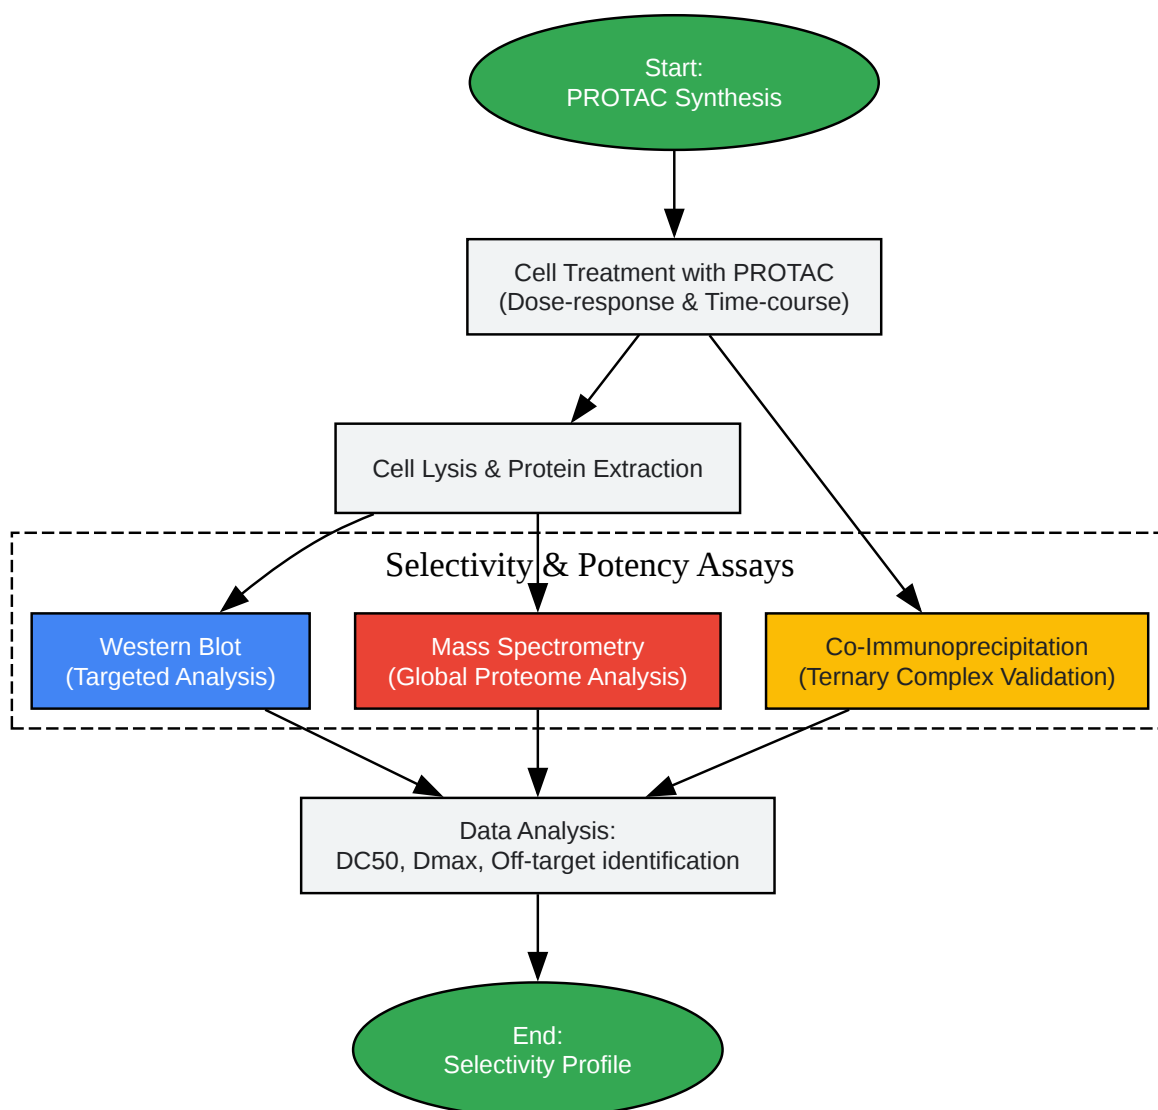 Start:
PROTAC Synthesis
Cell Treatment with PROTAC
(Dose-response & Time-course)
Cell Lysis & Protein Extraction
Selectivity & Potency Assays
Western Blot
(Targeted Analysis)
Mass Spectrometry
(Global Proteome Analysis)
Co-Immunoprecipitation
(Ternary Complex Validation)
Data Analysis:
DC50, Dmax, Off-target identification
End:
Selectivity Profile